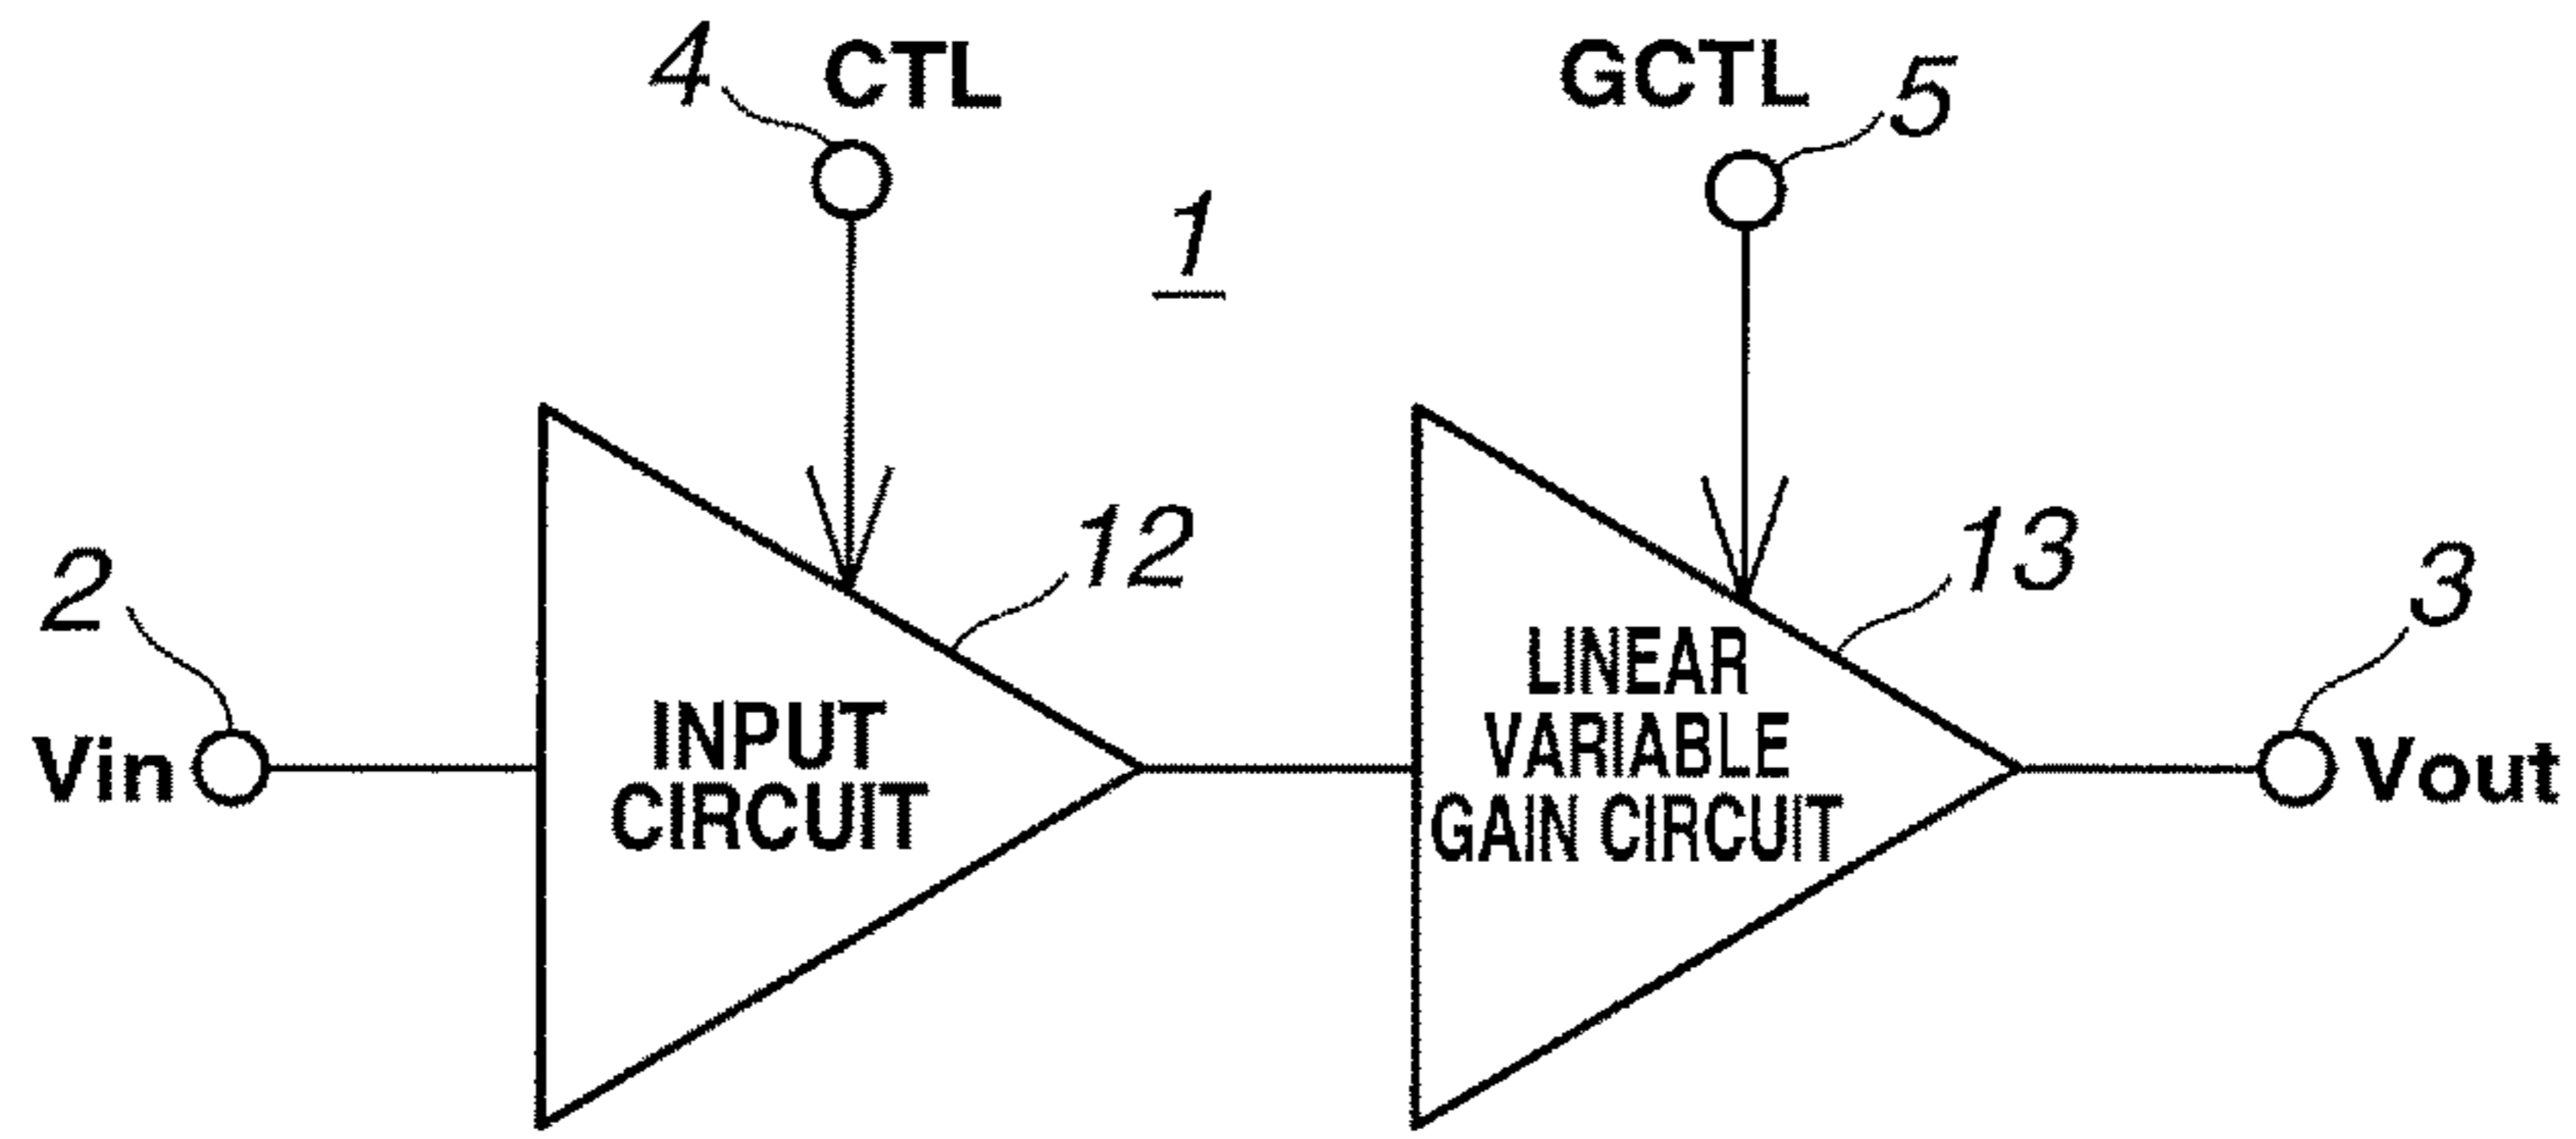 4 CTL
GCTL 5
1
12
13
2
3
Vin
INPUT
CIRCUIT
LINEAR
VARIABLE
GAIN CIRCUIT
Vout